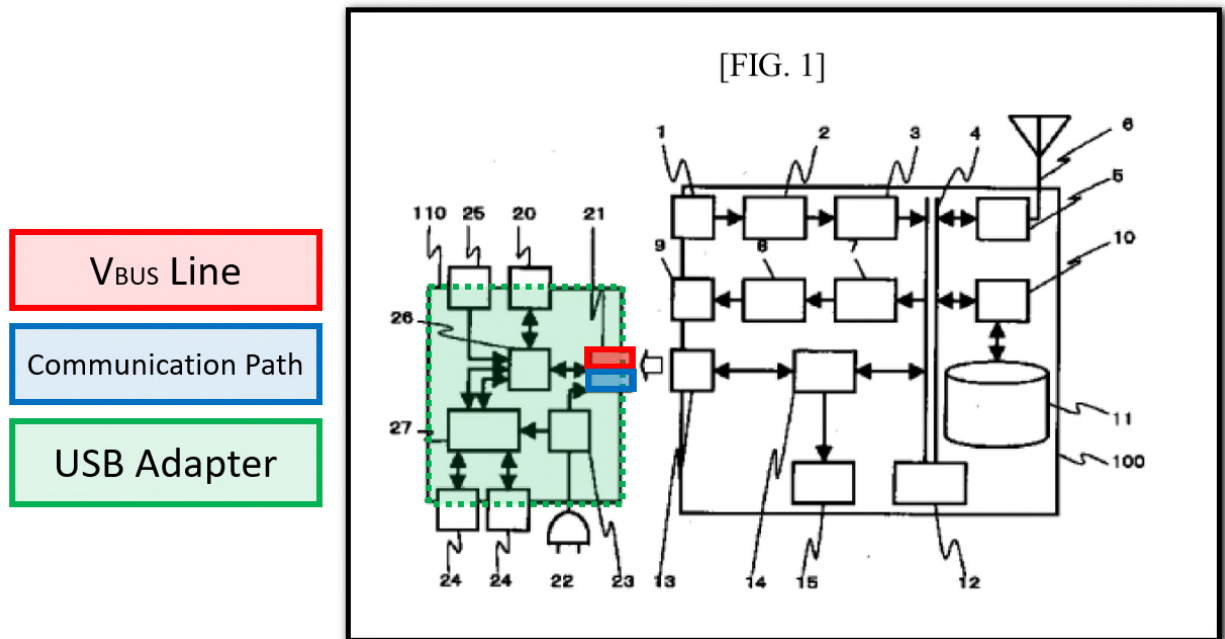 VBUS Line
Communication Path
USB Adapter
[FIG. 1]
1 2 3 4 6
5
110 25 20 21
9 8 7 10
26
27
11
100
24 24 22 23 13 14 15 12